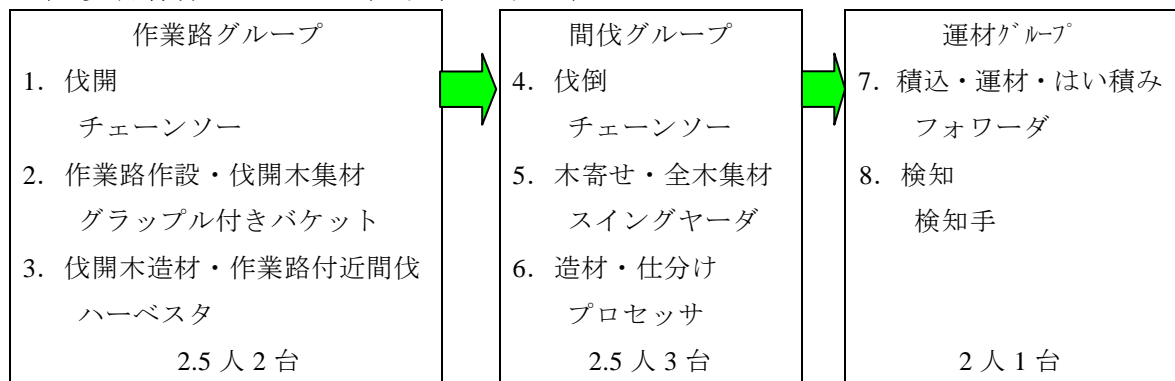 作業路グループ
1. 伐開
チェーンソー
2. 作業路作設・伐開木集材
グラップル付きバケット
3. 伐開木造材・作業路付近間伐
ハーベスタ
2.5 人 2 台
間伐グループ
4. 伐倒
チェーンソー
5. 木寄せ・全木集材
スイングヤーダ
6. 造材・仕分け
プロセッサ
2.5 人 3 台
運材ｸﾞﾙｰﾌﾟ
7. 積込・運材・はい積み
フォワーダ
8. 検知
検知手
2 人 1 台